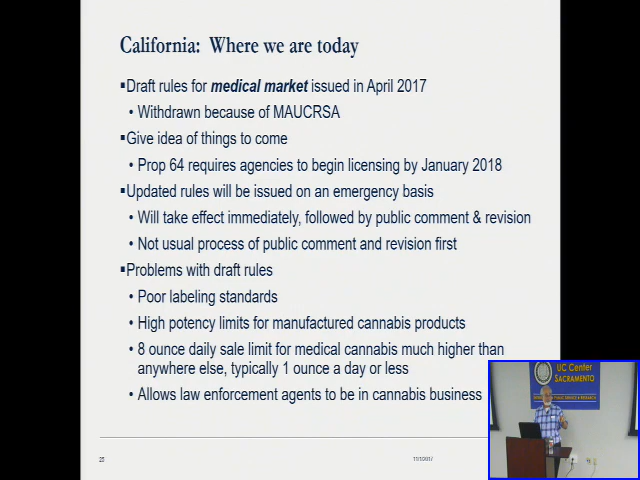 California: Where we are today
▪Draft rules for medical market issued in April 2017
• Withdrawn because of MAUCRSA
▪Give idea of things to come
• Prop 64 requires agencies to begin licensing by January 2018
▪Updated rules will be issued on an emergency basis
• Will take effect immediately, followed by public comment & revision
• Not usual process of public comment and revision first
▪Problems with draft rules
• Poor labeling standards
• High potency limits for manufactured cannabis products
• 8 ounce daily sale limit for medical cannabis much higher than
anywhere else, typically 1 ounce a day or less
• Allows law enforcement agents to be in cannabis business
UC Center
Sacramento
25